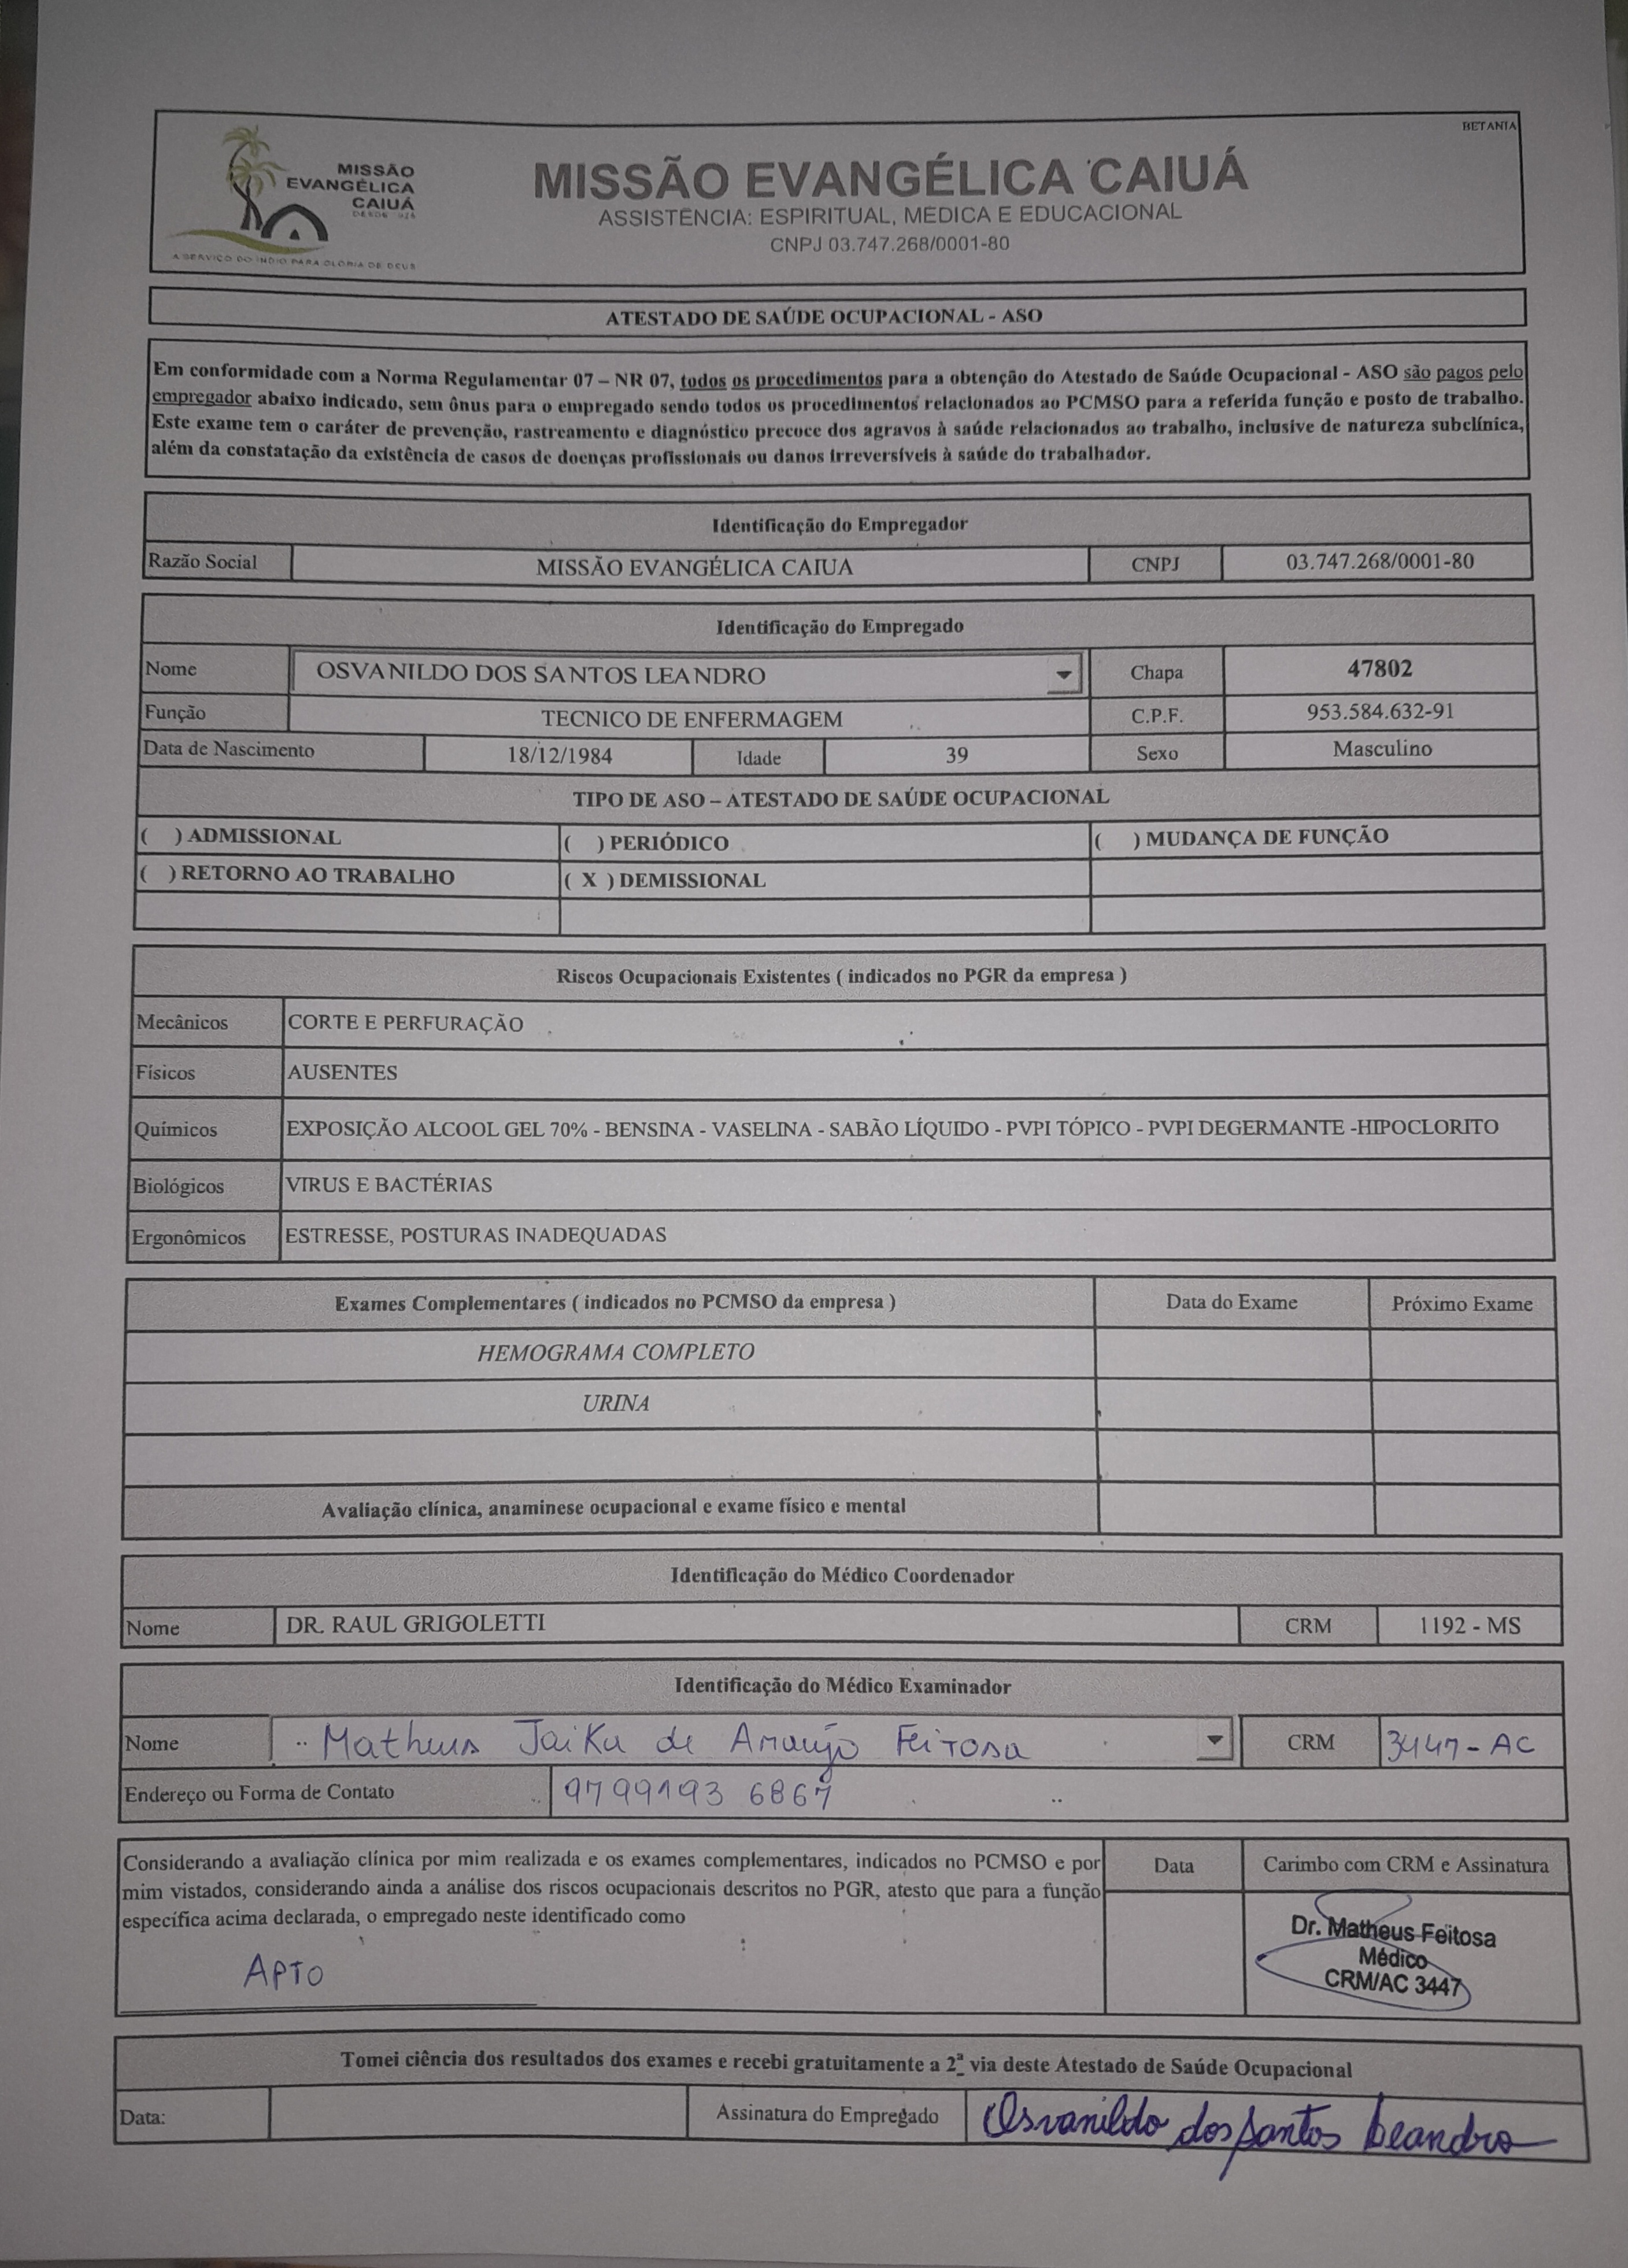 BETANIA
MISSÃO
EVANGÉLICA
CAIUÁ
A SERVIÇO DO ÍNDIO PARA GLÓRIA DE DEUS
MISSÃO EVANGÉLICA CAIUÁ
ASSISTÊNCIA: ESPIRITUAL, MÉDICA E EDUCACIONAL
CNPJ 03.747.268/0001-80
ATESTADO DE SAÚDE OCUPACIONAL - ASO
Em conformidade com a Norma Regulamentar 07 – NR 07, todos os procedimentos para a obtenção do Atestado de Saúde Ocupacional - ASO são pagos pelo
empregador abaixo indicado, sem ônus para o empregado sendo todos os procedimentos relacionados ao PCMSO para a referida função e posto de trabalho.
Este exame tem o caráter de prevenção, rastreamento e diagnóstico precoce dos agravos à saúde relacionados ao trabalho, inclusive de natureza subclínica,
além da constatação da existência de casos de doenças profissionais ou danos irreversíveis à saúde do trabalhador.
Identificação do Empregador
Razão Social MISSÃO EVANGÉLICA CAIUA CNPJ 03.747.268/0001-80
Identificação do Empregado
Nome OSVANILDO DOS SANTOS LEANDRO Chapa 47802
Função TECNICO DE ENFERMAGEM C.P.F. 953.584.632-91
Data de Nascimento 18/12/1984 Idade 39 Sexo Masculino
TIPO DE ASO – ATESTADO DE SAÚDE OCUPACIONAL
( ) ADMISSIONAL ( ) PERIÓDICO ( ) MUDANÇA DE FUNÇÃO
( ) RETORNO AO TRABALHO ( X ) DEMISSIONAL
Riscos Ocupacionais Existentes ( indicados no PGR da empresa )
Mecânicos CORTE E PERFURAÇÃO
Físicos AUSENTES
Químicos EXPOSIÇÃO ALCOOL GEL 70% - BENSINA - VASELINA - SABÃO LÍQUIDO - PVPI TÓPICO - PVPI DEGERMANTE -HIPOCLORITO
Biológicos VIRUS E BACTÉRIAS
Ergonômicos ESTRESSE, POSTURAS INADEQUADAS
Exames Complementares ( indicados no PCMSO da empresa ) Data do Exame Próximo Exame
HEMOGRAMA COMPLETO
URINA
Avaliação clínica, anaminese ocupacional e exame físico e mental
Identificação do Médico Coordenador
Nome DR. RAUL GRIGOLETTI CRM 1192 - MS
Identificação do Médico Examinador
Nome Matheus Jaika de Araujo Feitosa CRM 3447-AC
Endereço ou Forma de Contato 9799193 6867
Considerando a avaliação clínica por mim realizada e os exames complementares, indicados no PCMSO e por
mim vistados, considerando ainda a análise dos riscos ocupacionais descritos no PGR, atesto que para a função
específica acima declarada, o empregado neste identificado como
APTO
Data
Carimbo com CRM e Assinatura
Dr. Matheus Feitosa
Médico
CRM/AC 3447
Tomei ciência dos resultados dos exames e recebi gratuitamente a 2ª via deste Atestado de Saúde Ocupacional
Data: Assinatura do Empregado Osvanildo dos Santos Leandro